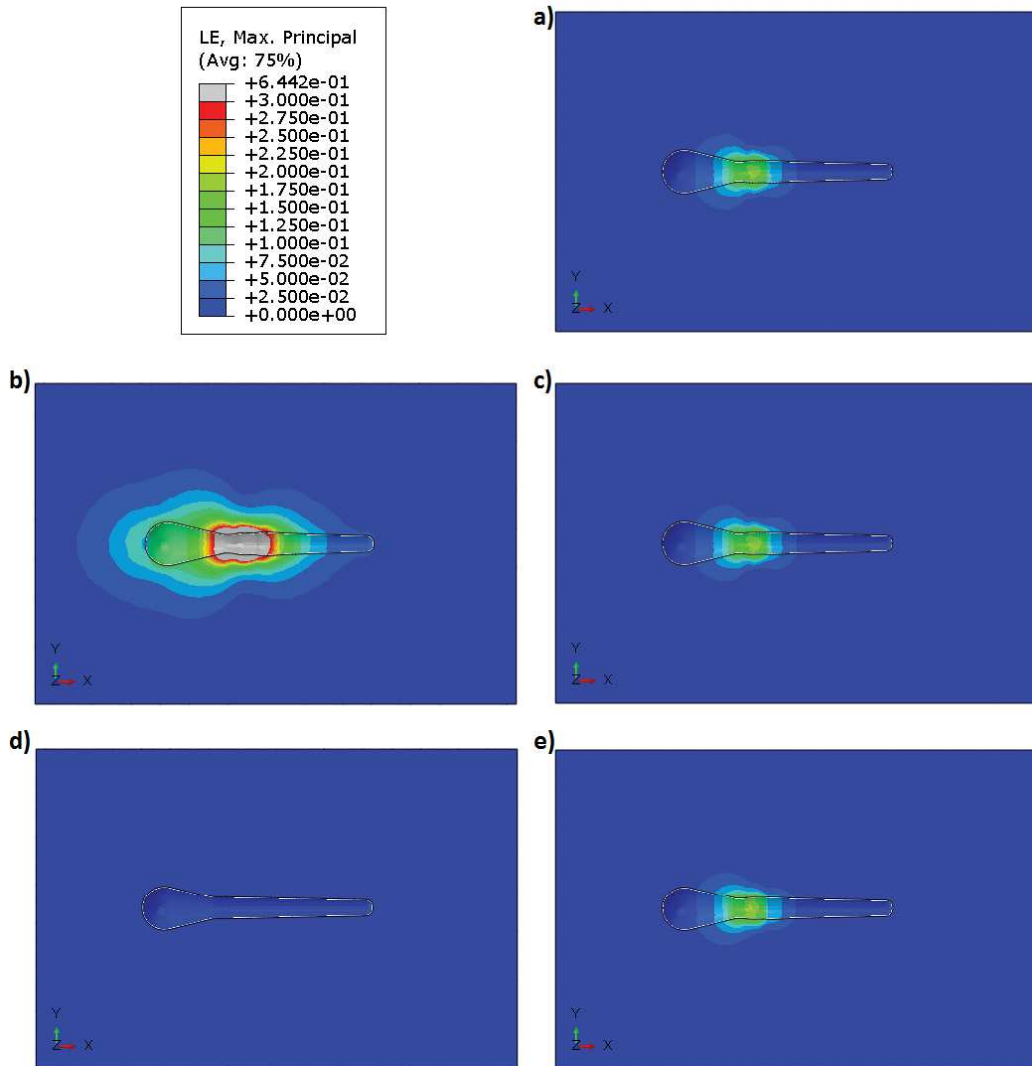 LE, Max. Principal
(Avg: 75%)
+6.442e-01
+3.000e-01
+2.750e-01
+2.500e-01
+2.250e-01
+2.000e-01
+1.750e-01
+1.500e-01
+1.250e-01
+1.000e-01
+7.500e-02
+5.000e-02
+2.500e-02
+0.000e+00
a)
Y
Z X
b)
Y
Z X
c)
Y
Z X
d)
Y
Z X
e)
Y
Z X